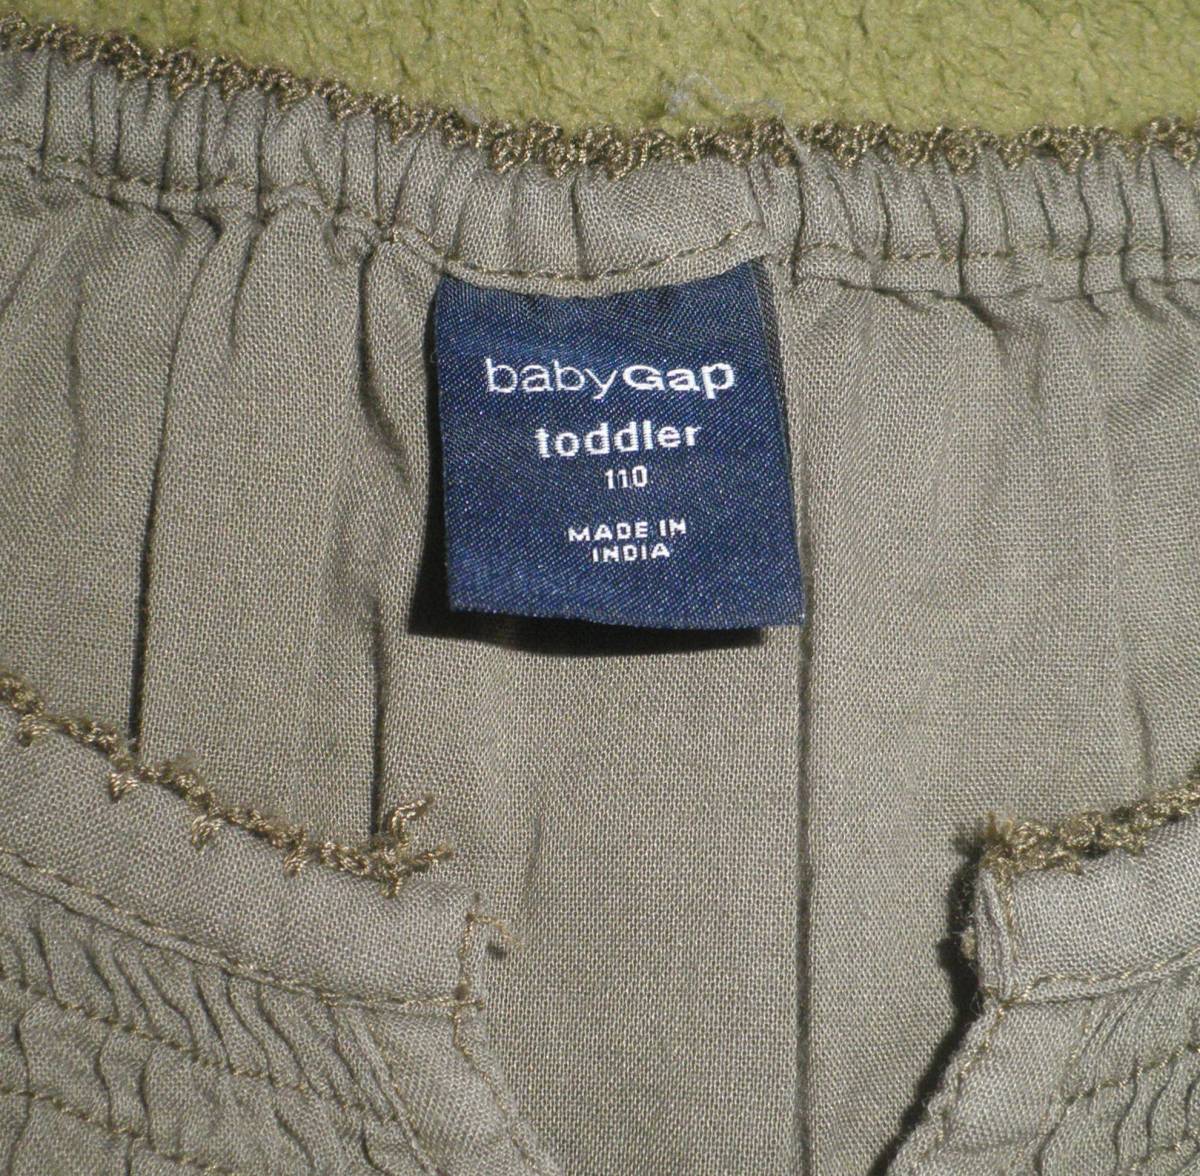 babyGap
toddler
110
MADE IN
INDIA